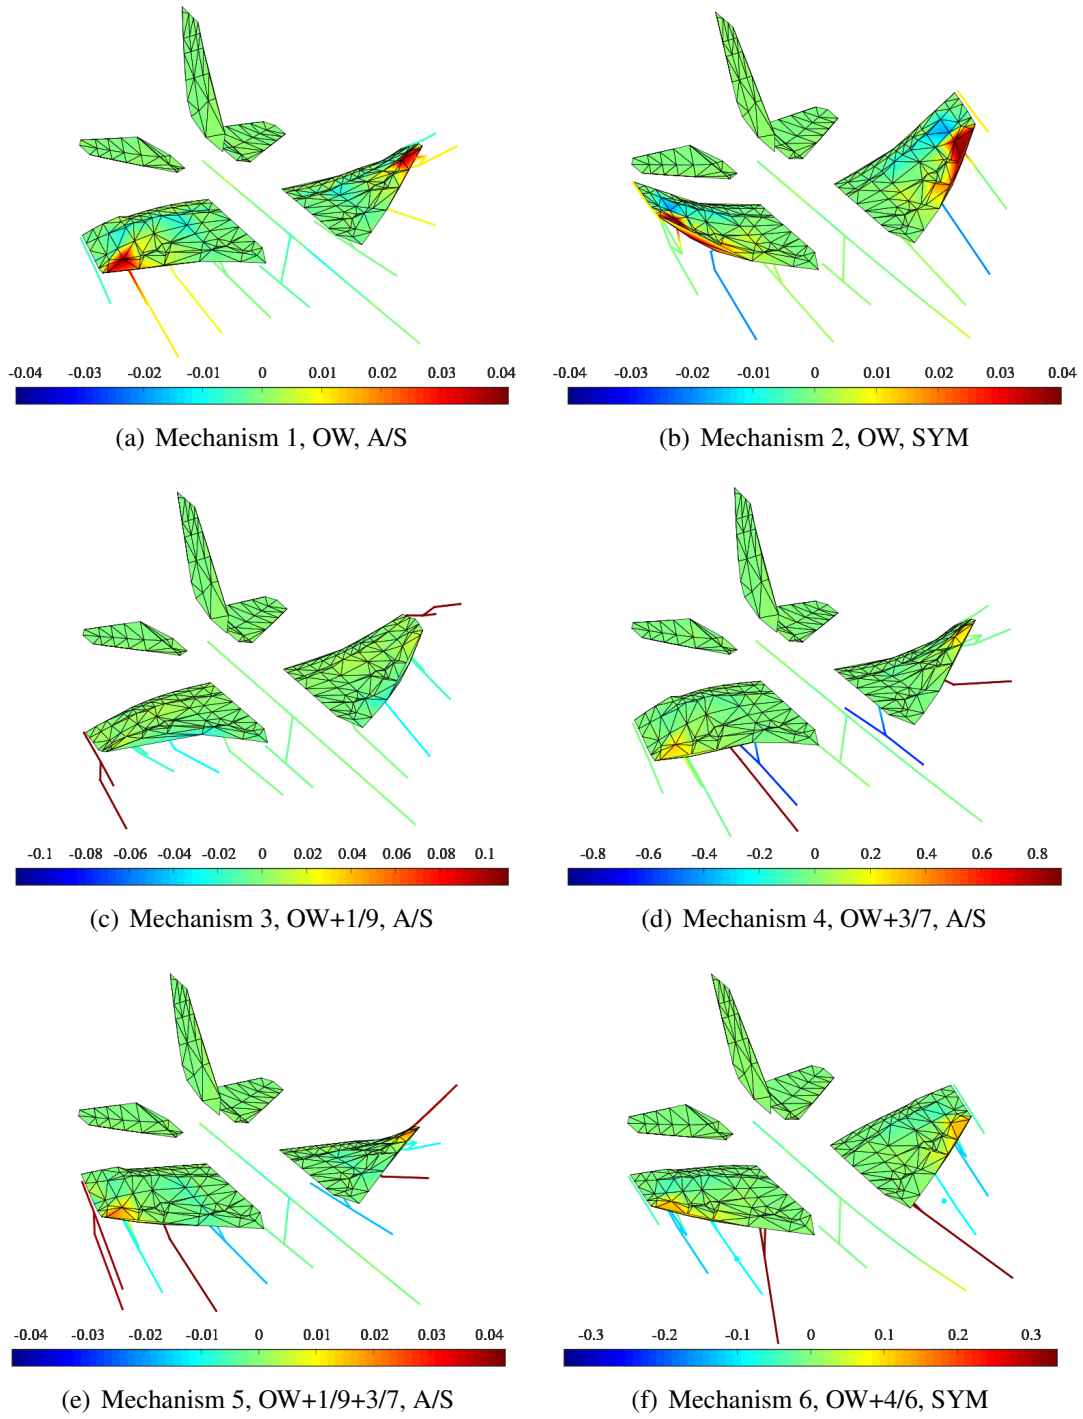 -0.04 -0.03 -0.02 -0.01 0 0.01 0.02 0.03 0.04
-0.04 -0.03 -0.02 -0.01 0 0.01 0.02 0.03 0.04
(a) Mechanism 1, OW, A/S
(b) Mechanism 2, OW, SYM
-0.1 -0.08 -0.06 -0.04 -0.02 0 0.02 0.04 0.06 0.08 0.1
-0.8 -0.6 -0.4 -0.2 0 0.2 0.4 0.6 0.8
(c) Mechanism 3, OW+1/9, A/S
(d) Mechanism 4, OW+3/7, A/S
-0.04 -0.03 -0.02 -0.01 0 0.01 0.02 0.03 0.04
-0.3 -0.2 -0.1 0 0.1 0.2 0.3
(e) Mechanism 5, OW+1/9+3/7, A/S
(f) Mechanism 6, OW+4/6, SYM